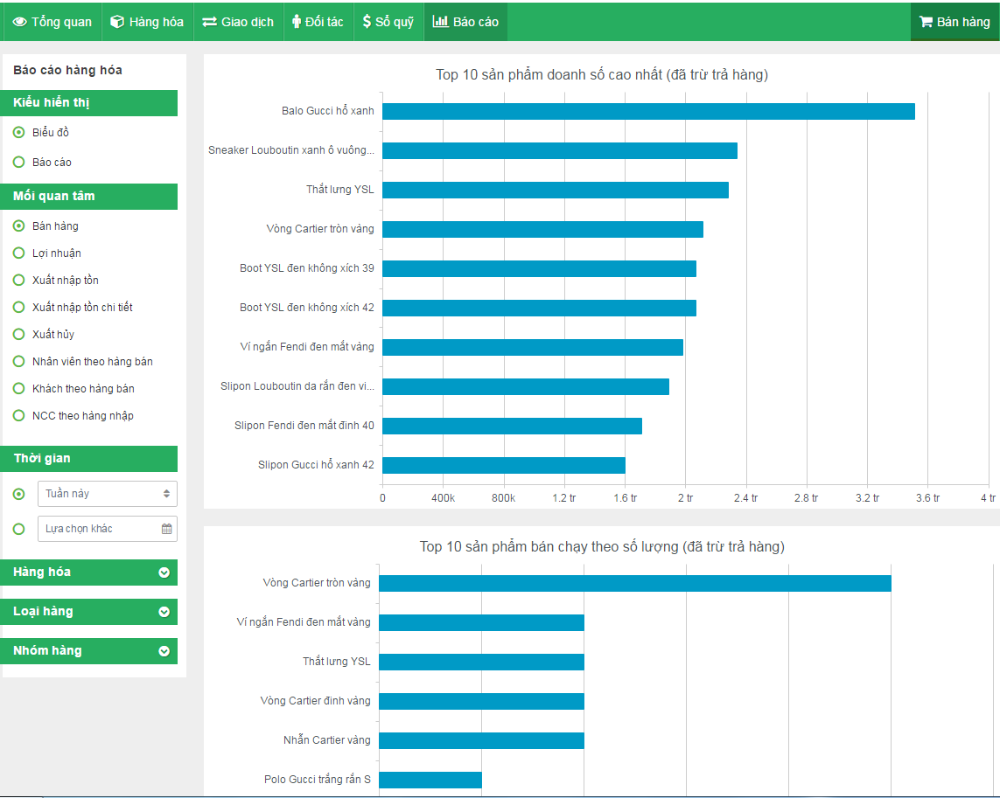 Tổng quan Hàng hóa Giao dịch Đối tác Sổ quỹ Báo cáo Bán hàng
Báo cáo hàng hóa
Kiểu hiển thị
Biểu đồ
Báo cáo
Mối quan tâm
Bán hàng
Lợi nhuận
Xuất nhập tồn
Xuất nhập tồn chi tiết
Xuất hủy
Nhân viên theo hàng bán
Khách theo hàng bán
NCC theo hàng nhập
Thời gian
Tuần này
Lựa chọn khác
Hàng hóa
Loại hàng
Nhóm hàng
Top 10 sản phẩm doanh số cao nhất (đã trừ trả hàng)
Balo Gucci hổ xanh
Sneaker Louboutin xanh ô vuông...
Thắt lưng YSL
Vòng Cartier tròn vàng
Boot YSL đen không xích 39
Boot YSL đen không xích 42
Ví ngắn Fendi đen mắt vàng
Slipon Louboutin da rắn đen vi...
Slipon Fendi đen mắt đinh 40
Slipon Gucci hổ xanh 42
0 400k 800k 1.2 tr 1.6 tr 2 tr 2.4 tr 2.8 tr 3.2 tr 3.6 tr 4 tr
Top 10 sản phẩm bán chạy theo số lượng (đã trừ trả hàng)
Vòng Cartier tròn vàng
Ví ngắn Fendi đen mắt vàng
Thắt lưng YSL
Vòng Cartier đinh vàng
Nhẫn Cartier vàng
Polo Gucci trắng rắn S